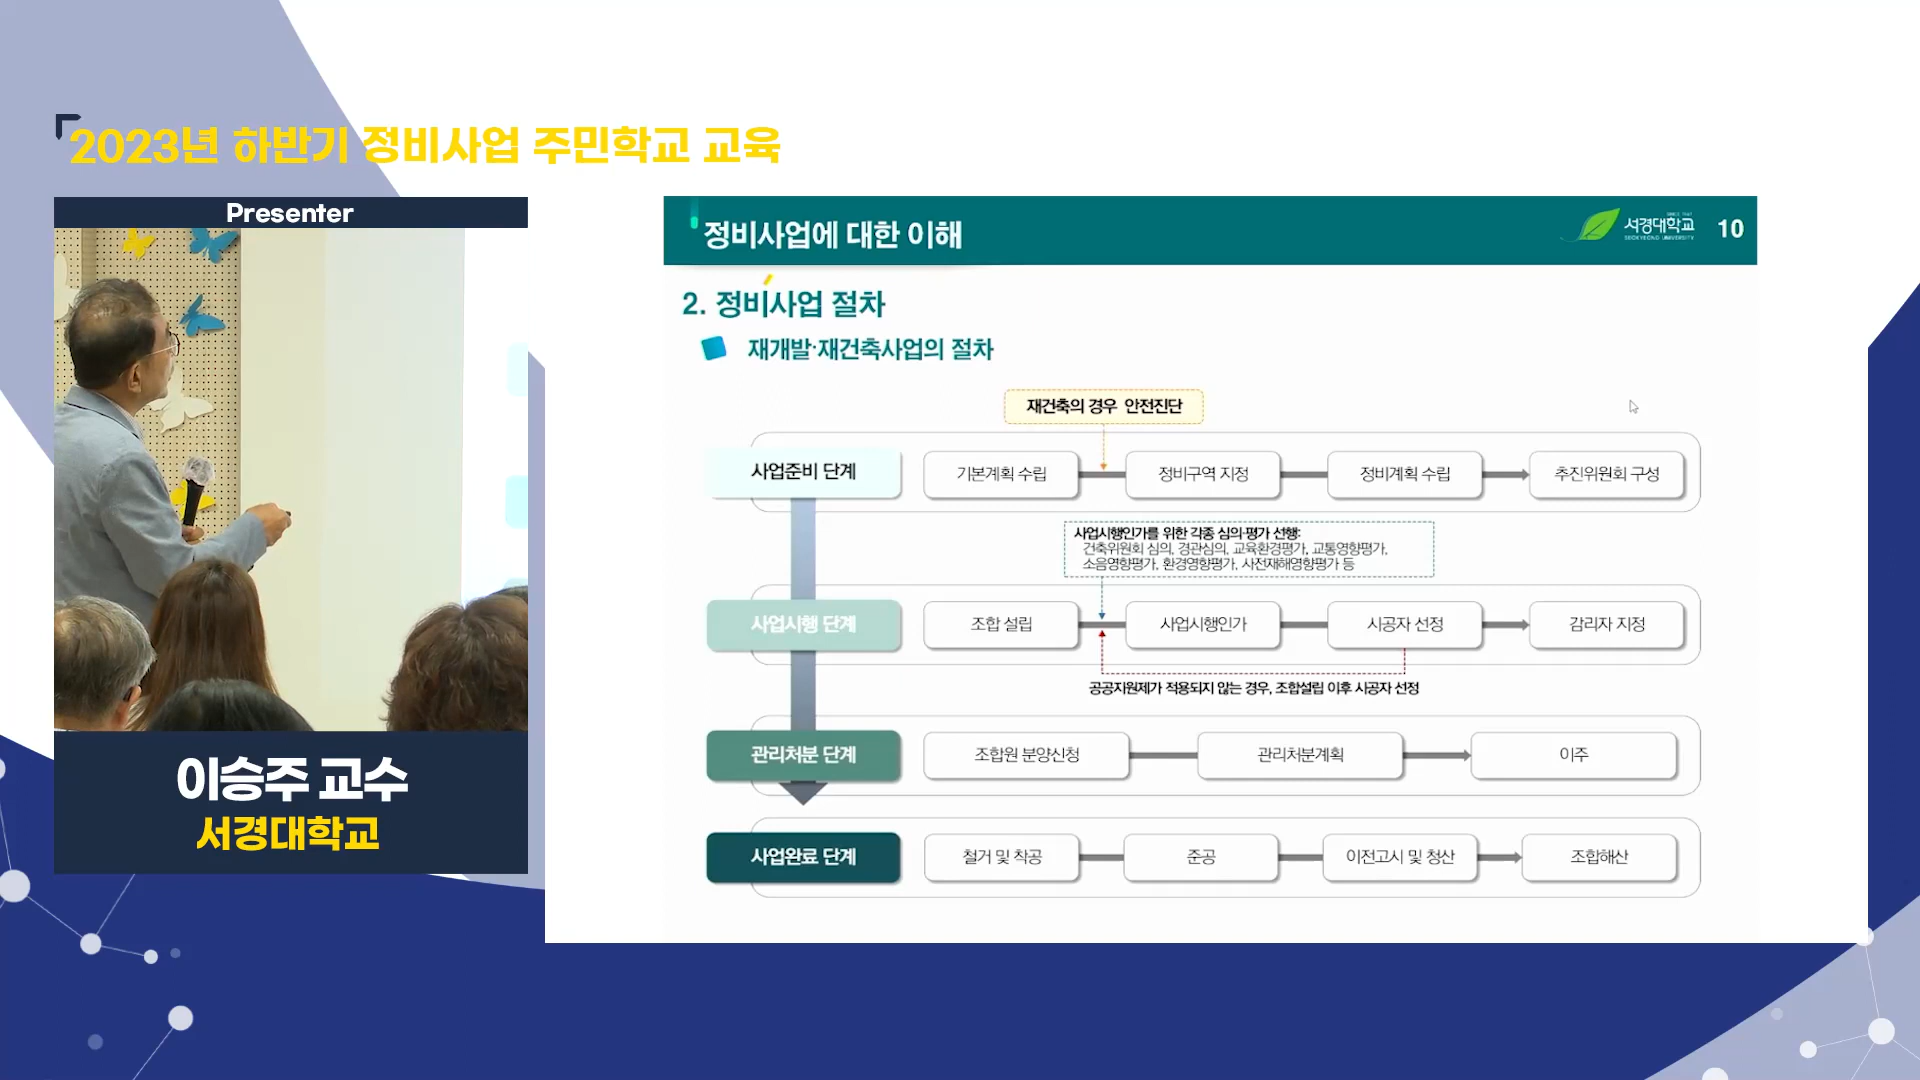 2023년 하반기 정비사업 주민학교 교육
Presenter
이승주 교수
서경대학교
정비사업에 대한 이해
서경대학교
SEOKYEONG UNIVERSITY
10
2. 정비사업 절차
재개발·재건축사업의 절차
재건축의 경우 안전진단
사업준비 단계
기본계획 수립
정비구역 지정
정비계획 수립
추진위원회 구성
사업시행인가를 위한 각종 심의·평가 선행:
건축위원회 심의, 경관심의, 교육환경평가, 교통영향평가,
소음영향평가, 환경영향평가, 사전재해영향평가 등
사업시행 단계
조합 설립
사업시행인가
시공자 선정
감리자 지정
공공지원제가 적용되지 않는 경우, 조합설립 이후 시공자 선정
관리처분 단계
조합원 분양신청
관리처분계획
이주
사업완료 단계
철거 및 착공
준공
이전고시 및 청산
조합해산